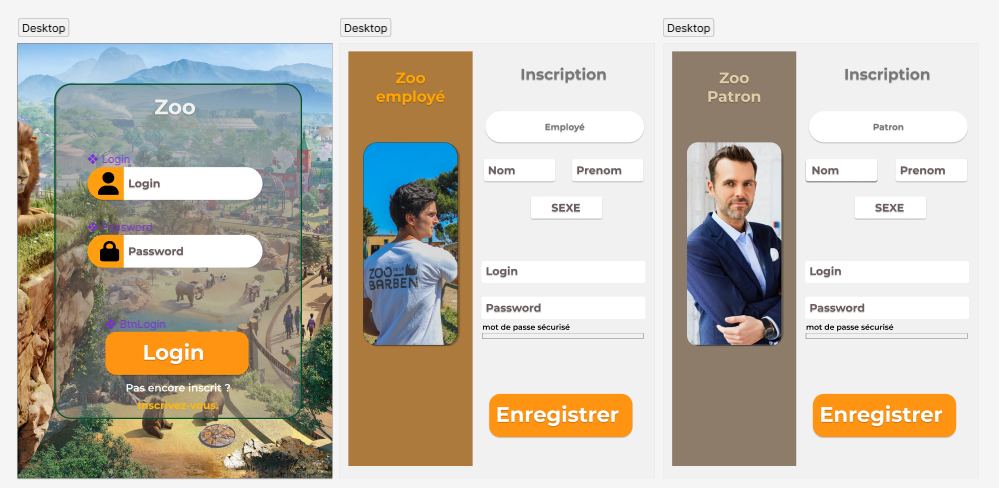 Desktop
Zoo
Login
Login
Password
Password
BtnLogin
Login
Pas encore inscrit ?
Inscrivez-vous.
Desktop
Zoo
employé
ZOO DE LA
BARBEN
Inscription
Employé
Nom
Prenom
SEXE
Login
Password
mot de passe sécurisé
Enregistrer
Desktop
Zoo
Patron
Inscription
Patron
Nom
Prenom
SEXE
Login
Password
mot de passe sécurisé
Enregistrer